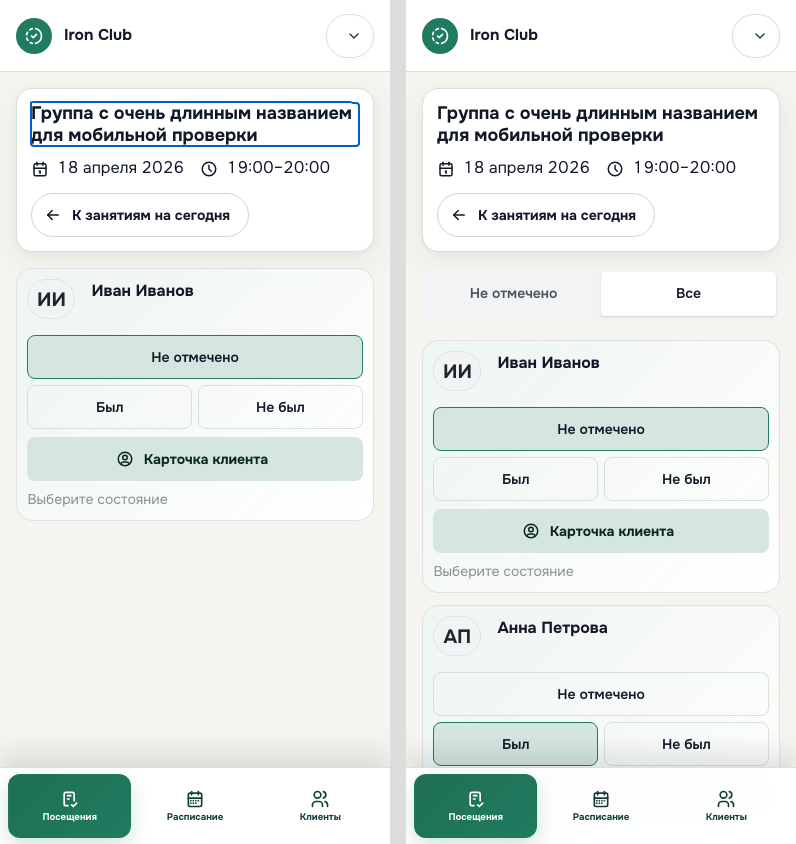 Iron Club
Группа с очень длинным названием
для мобильной проверки
18 апреля 2026 19:00–20:00
К занятиям на сегодня
ИИ Иван Иванов
Не отмечено
Был Не был
Карточка клиента
Выберите состояние
Посещения Расписание Клиенты
Iron Club
Группа с очень длинным названием
для мобильной проверки
18 апреля 2026 19:00–20:00
К занятиям на сегодня
Не отмечено Все
ИИ Иван Иванов
Не отмечено
Был Не был
Карточка клиента
Выберите состояние
АП Анна Петрова
Не отмечено
Был Не был
Посещения Расписание Клиенты